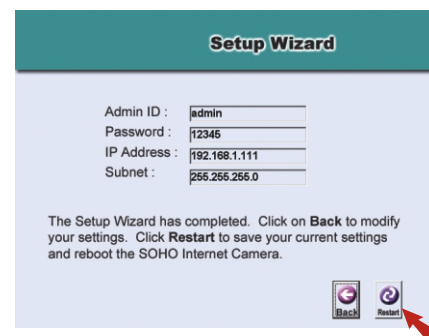 Setup Wizard
Admin ID : admin
Password : 12345
IP Address : 192.168.1.111
Subnet : 255.255.255.0
The Setup Wizard has completed. Click on Back to modify
your settings. Click Restart to save your current settings
and reboot the SOHO Internet Camera.
Back Restart